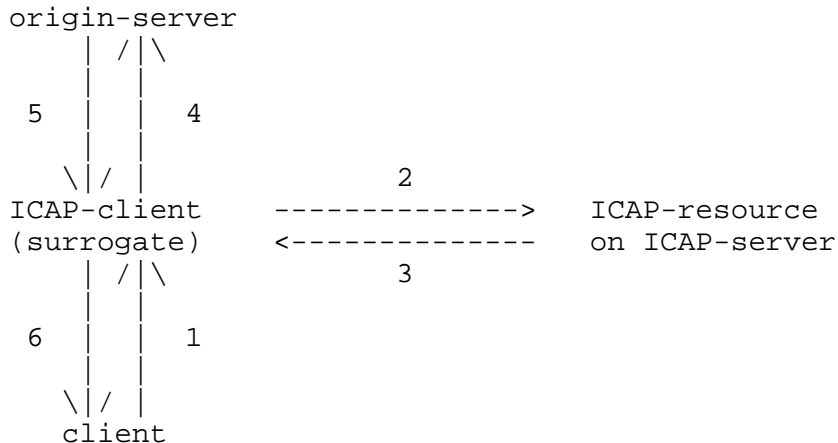 origin-server
| /|\
| |
5 | | 4
| |
\|/ | 2
ICAP-client --------------> ICAP-resource
(surrogate) <-------------- on ICAP-server
| /|\ 3
| |
6 | | 1
| |
\|/ |
client